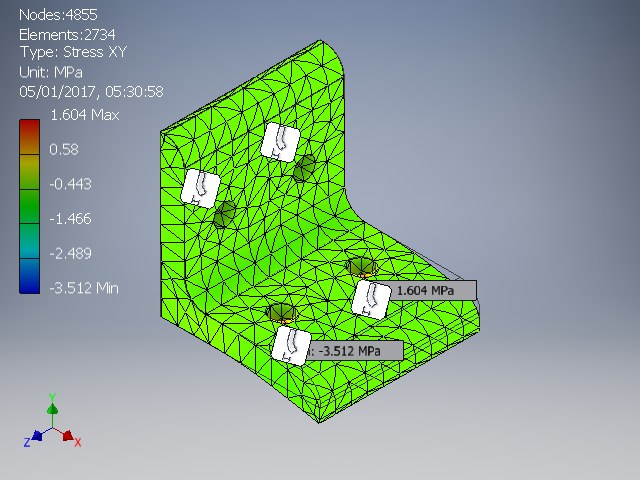 Nodes:4855
Elements:2734
Type: Stress XY
Unit: MPa
05/01/2017, 05:30:58
1.604 Max
0.58
-0.443
-1.466
-2.489
-3.512 Min
1.604 MPa
: -3.512 MPa
Y
Z
X